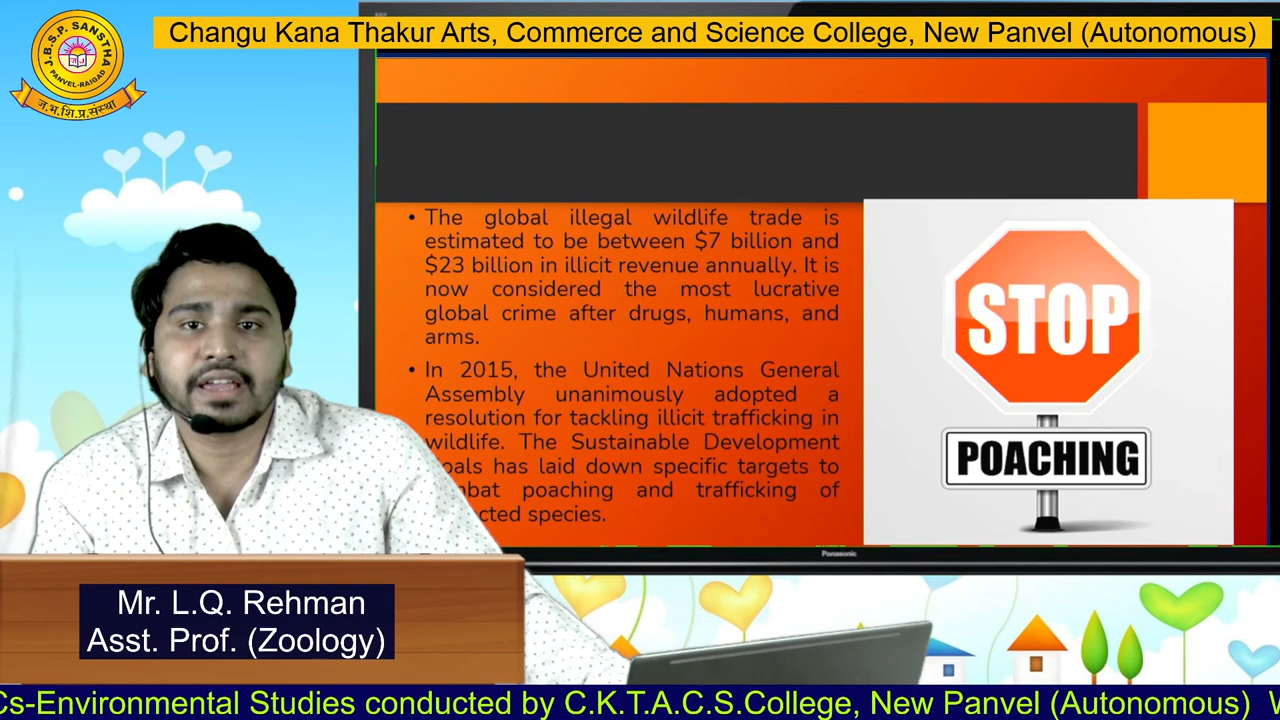 J.B.S.P. SANSTHA
PANVEL-RAIGAD
ज.भ.शि.प्र.संस्था
Changu Kana Thakur Arts, Commerce and Science College, New Panvel (Autonomous)
• The global illegal wildlife trade is
estimated to be between $7 billion and
$23 billion in illicit revenue annually. It is
now considered the most lucrative
global crime after drugs, humans, and
arms.
• In 2015, the United Nations General
Assembly unanimously adopted a
resolution for tackling illicit trafficking in
wildlife. The Sustainable Development
has laid down specific targets to
poaching and trafficking of
species.
STOP
POACHING
Panasonic
Mr. L.Q. Rehman
Asst. Prof. (Zoology)
Cs-Environmental Studies conducted by C.K.T.A.C.S.College, New Panvel (Autonomous) W